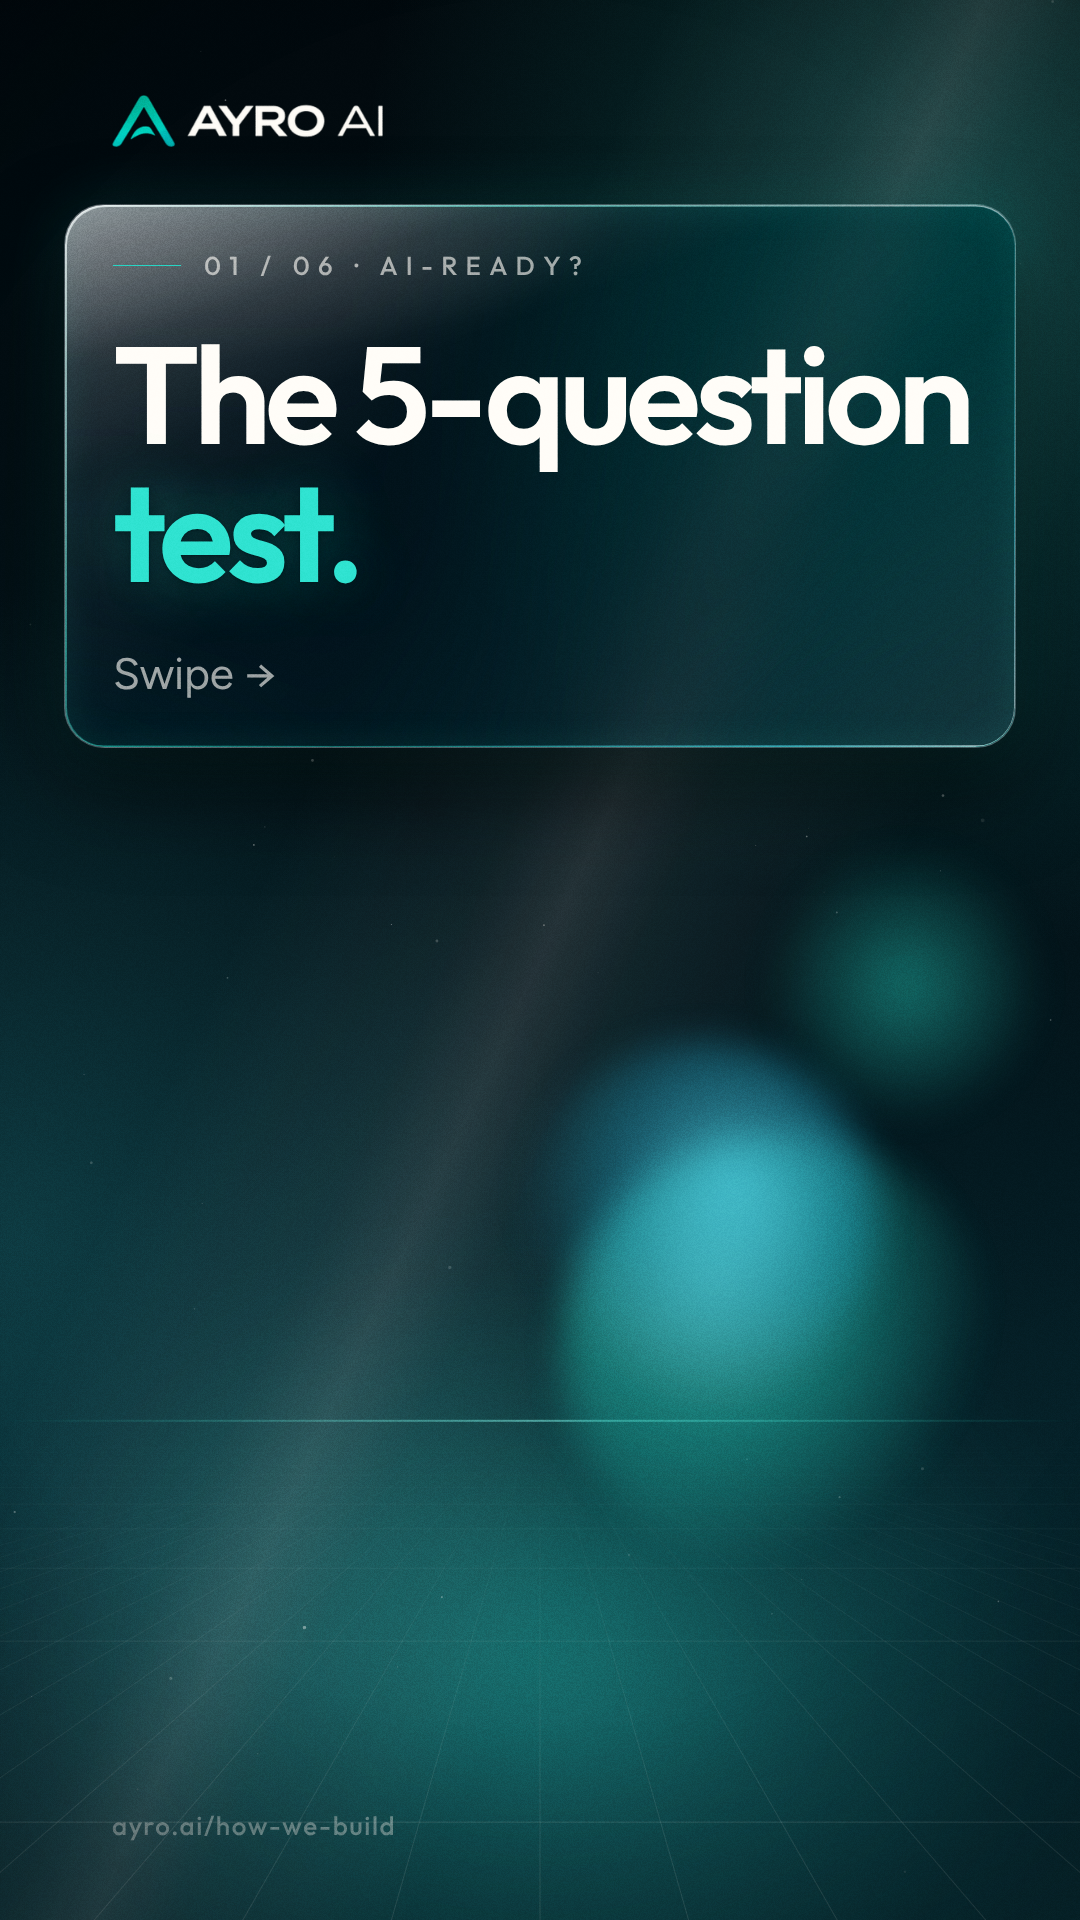 AYRO AI
01 / 06 · AI-READY?
The 5-question
test.
Swipe →
ayro.ai/how-we-build